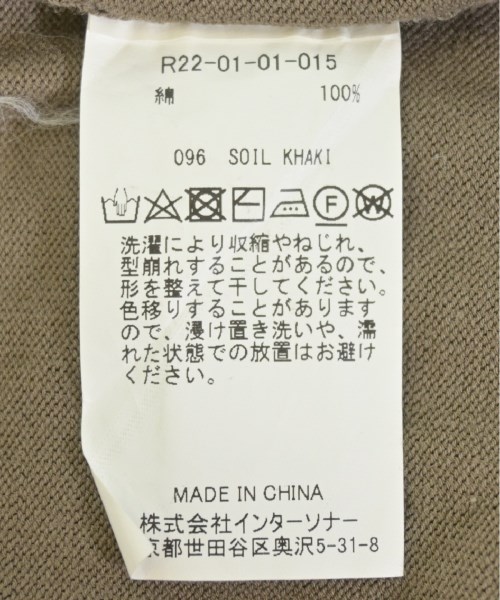 R22-01-01-015
綿 100%
096 SOIL KHAKI
F
W
洗濯により収縮やねじれ、
型崩れすることがあるので、
形を整えて干してください。
色移りすることがあります
ので、浸け置き洗いや、濡
れた状態での放置はお避け
ください。
MADE IN CHINA
株式会社インターソナー
京都世田谷区奥沢5-31-8